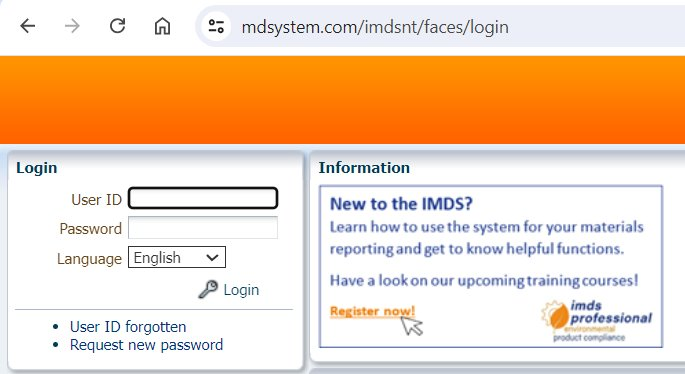 mdsystem.com/imdsnt/faces/login
Login
User ID
Password
Language English
Login
User ID forgotten
Request new password
Information
New to the IMDS?
Learn how to use the system for your materials
reporting and get to know helpful functions.
Have a look on our upcoming training courses!
Register now!
imds
professional
environmental
product compliance